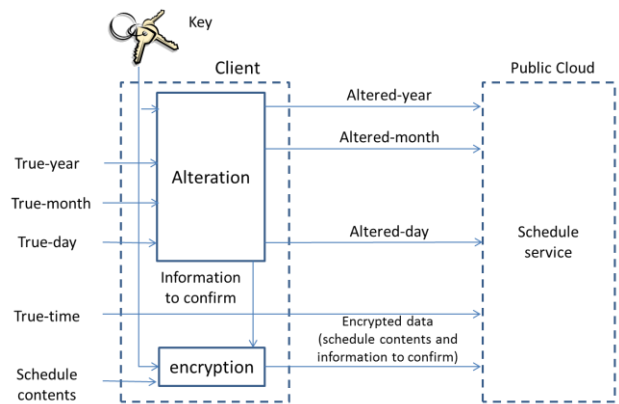 Key
Client
Public Cloud
Altered-year
Altered-month
True-year
Alteration
True-month
True-day
Altered-day
Schedule
service
Information
to confirm
True-time
Encrypted data
(schedule contents and
information to confirm)
encryption
Schedule
contents